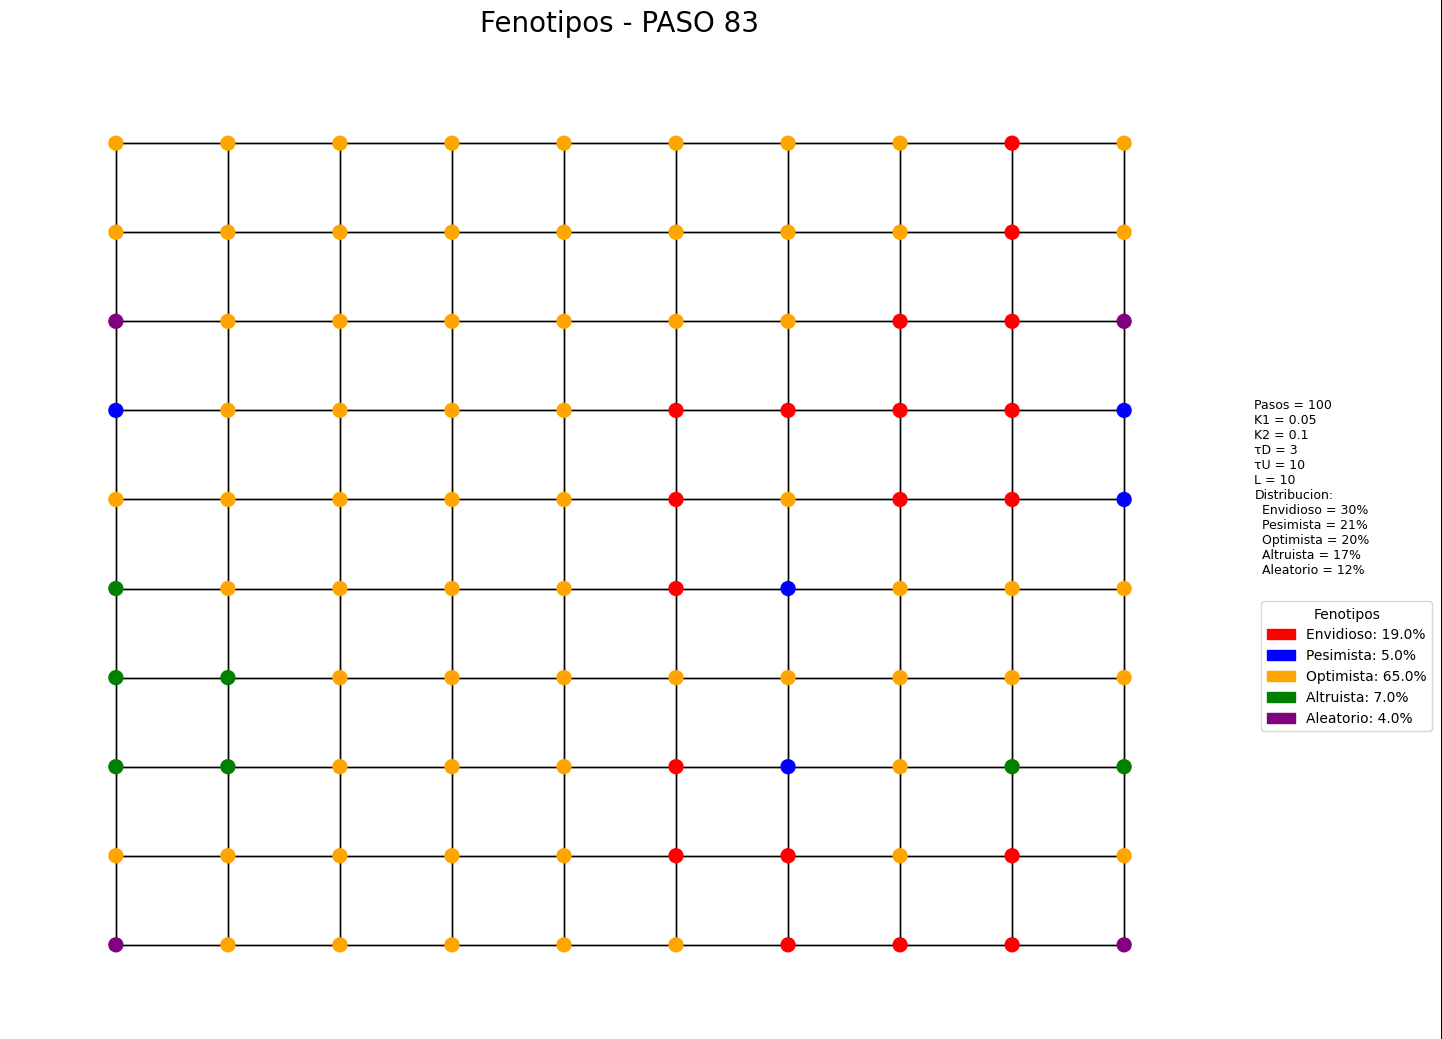 Fenotipos - PASO 83
Pasos = 100
K1 = 0.05
K2 = 0.1
τD = 3
τU = 10
L = 10
Distribucion:
Envidioso = 30%
Pesimista = 21%
Optimista = 20%
Altruista = 17%
Aleatorio = 12%
Fenotipos
Envidioso: 19.0%
Pesimista: 5.0%
Optimista: 65.0%
Altruista: 7.0%
Aleatorio: 4.0%